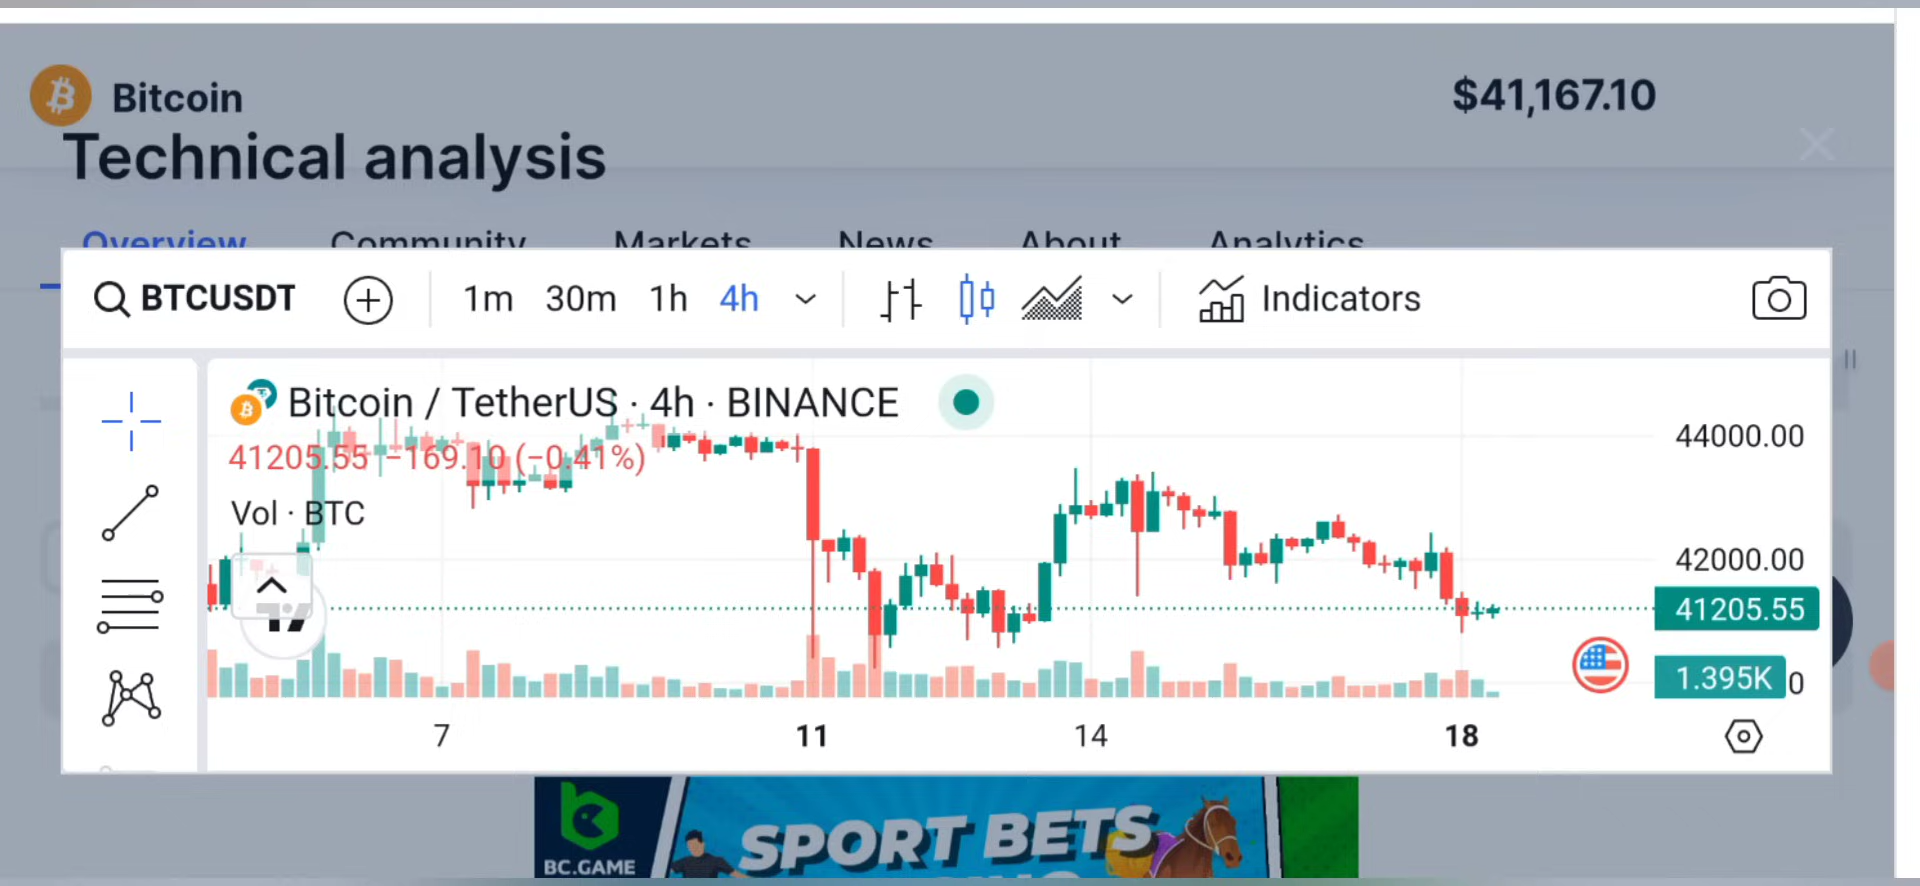 Bitcoin
$41,167.10
Technical analysis
Overview Community Markets News About Analytics
BTCUSDT 1m 30m 1h 4h Indicators
Bitcoin / TetherUS · 4h · BINANCE
41205.55 −169.10 (−0.41%)
Vol · BTC
44000.00
42000.00
41205.55
1.395K 0
7 11 14 18
SPORT BETS
BC.GAME